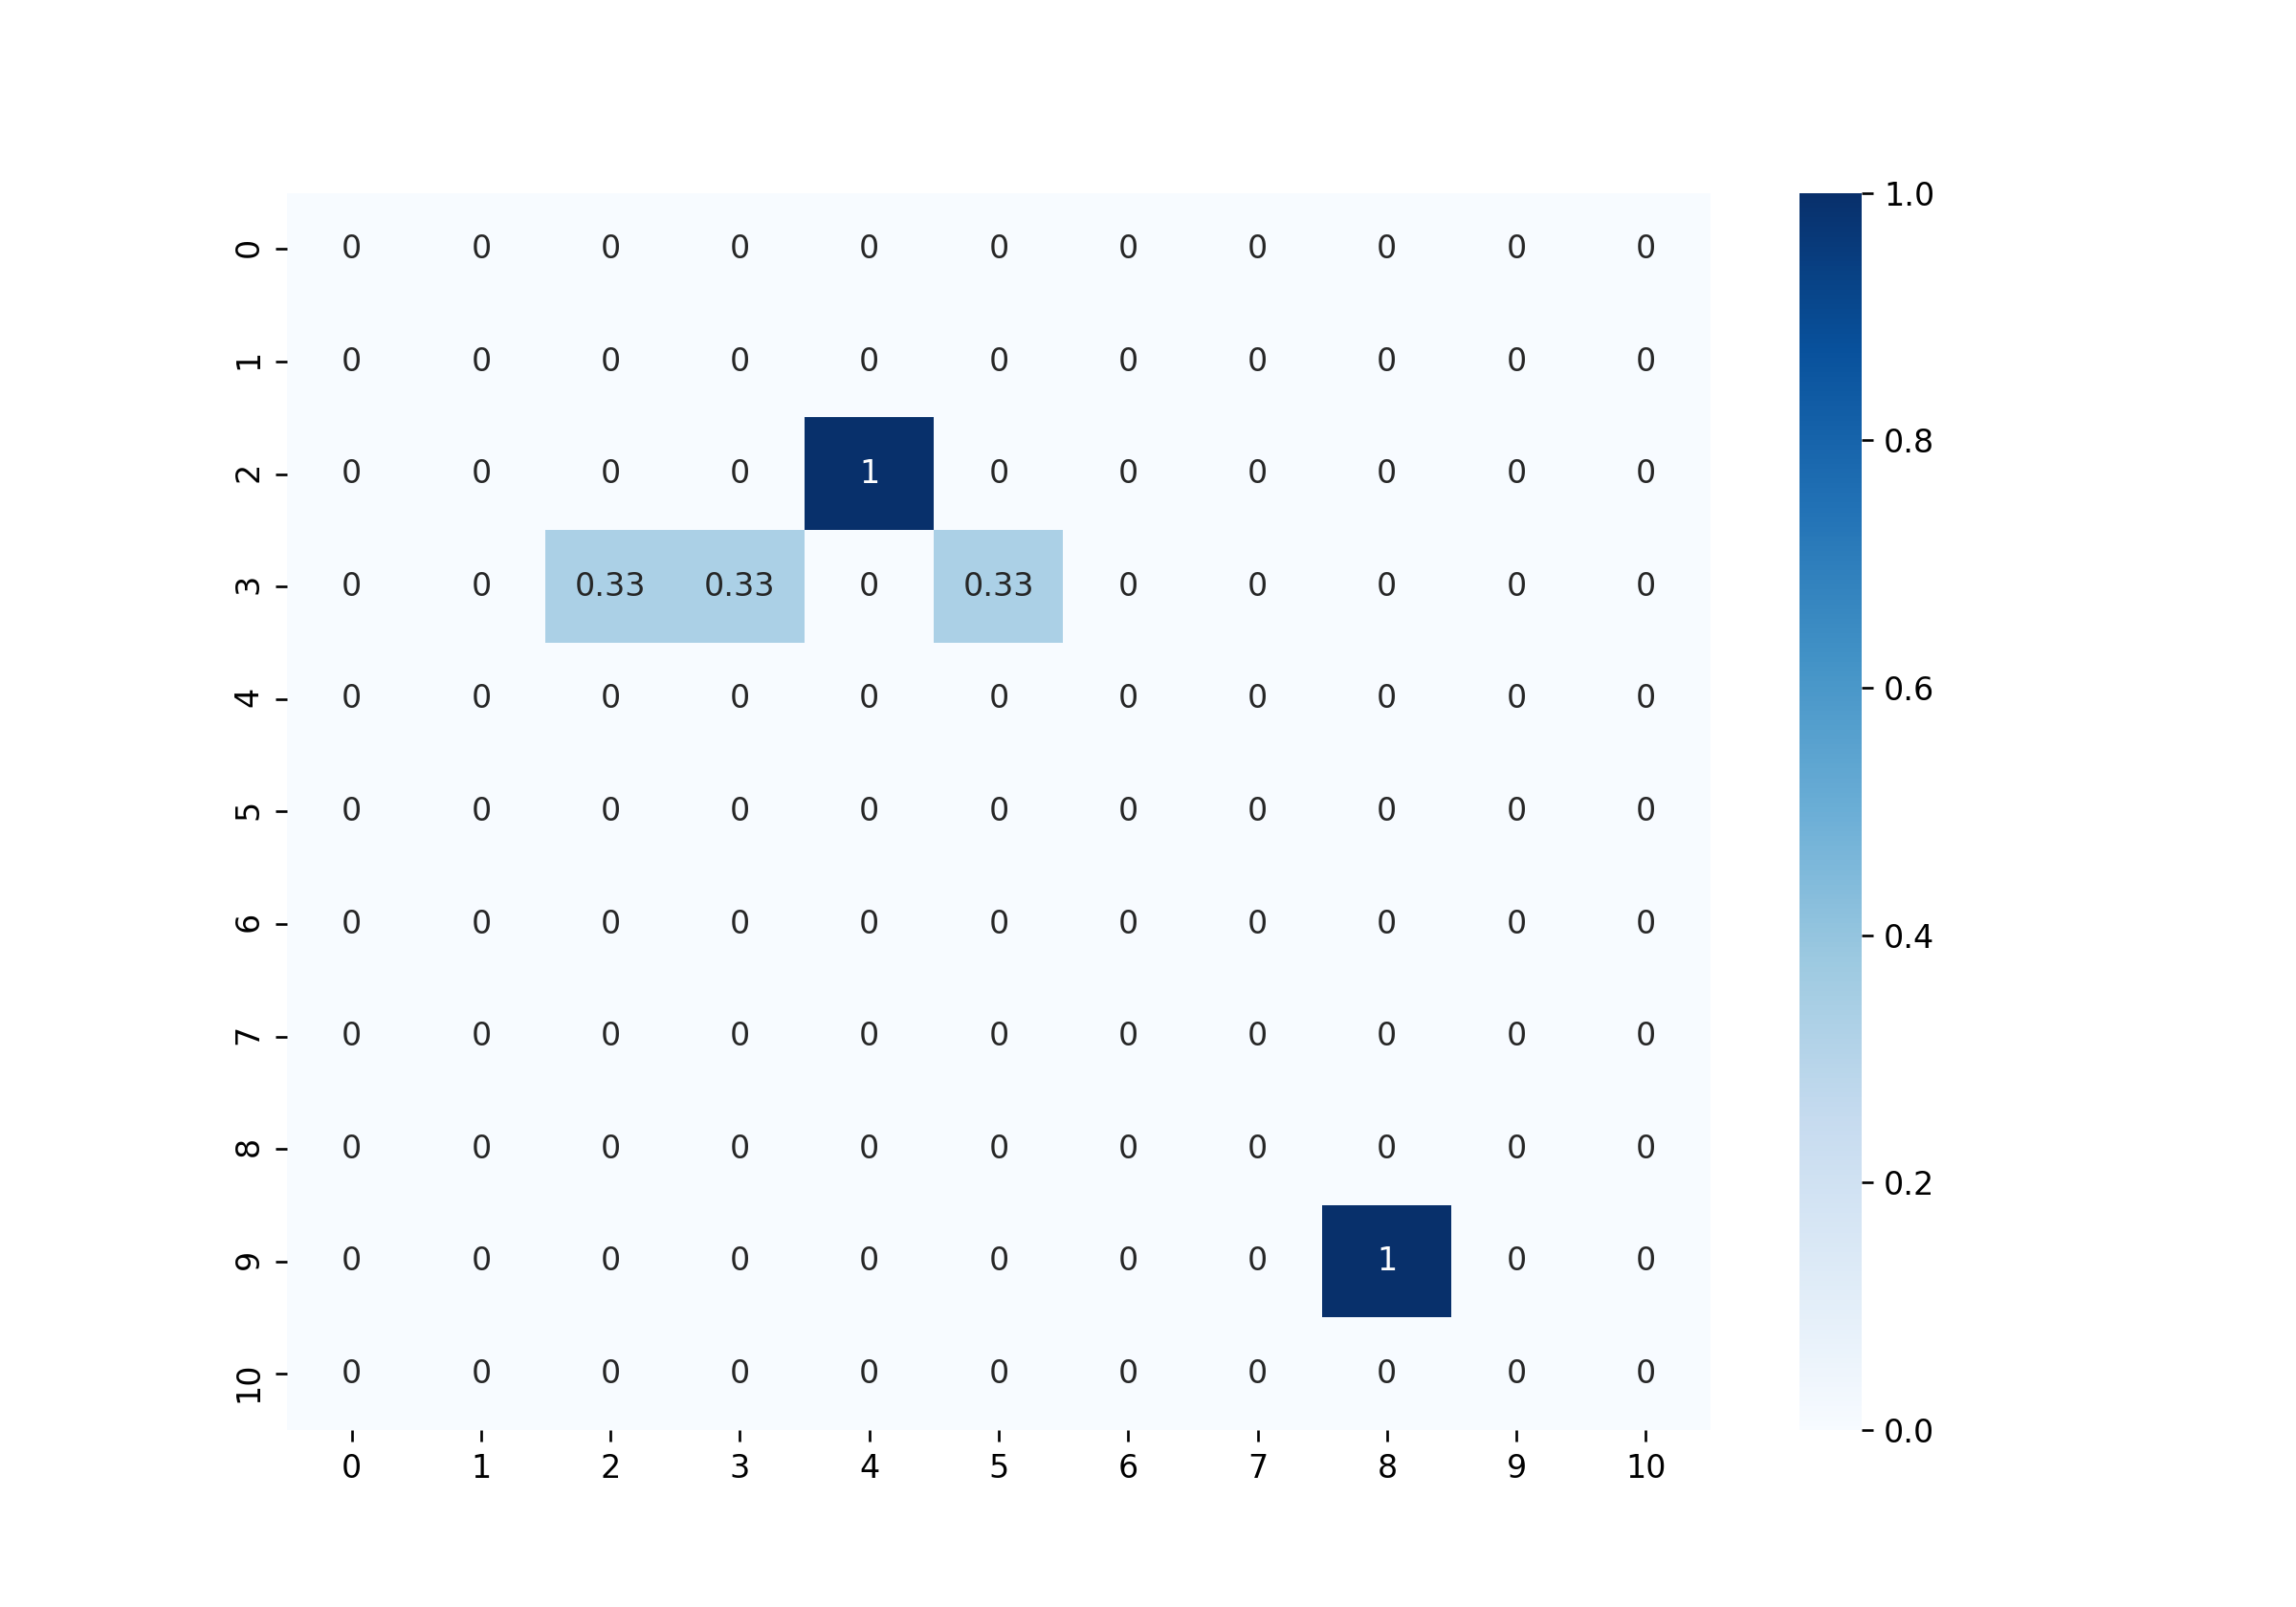 1.0
0 0 0 0 0 0 0 0 0 0 0 0
1 0 0 0 0 0 0 0 0 0 0 0
0.8
2 0 0 0 0 1 0 0 0 0 0 0
3 0 0 0.33 0.33 0 0.33 0 0 0 0 0
0.6
4 0 0 0 0 0 0 0 0 0 0 0
5 0 0 0 0 0 0 0 0 0 0 0
6 0 0 0 0 0 0 0 0 0 0 0
0.4
7 0 0 0 0 0 0 0 0 0 0 0
8 0 0 0 0 0 0 0 0 0 0 0
0.2
9 0 0 0 0 0 0 0 0 1 0 0
10 0 0 0 0 0 0 0 0 0 0 0
0.0
0 1 2 3 4 5 6 7 8 9 10